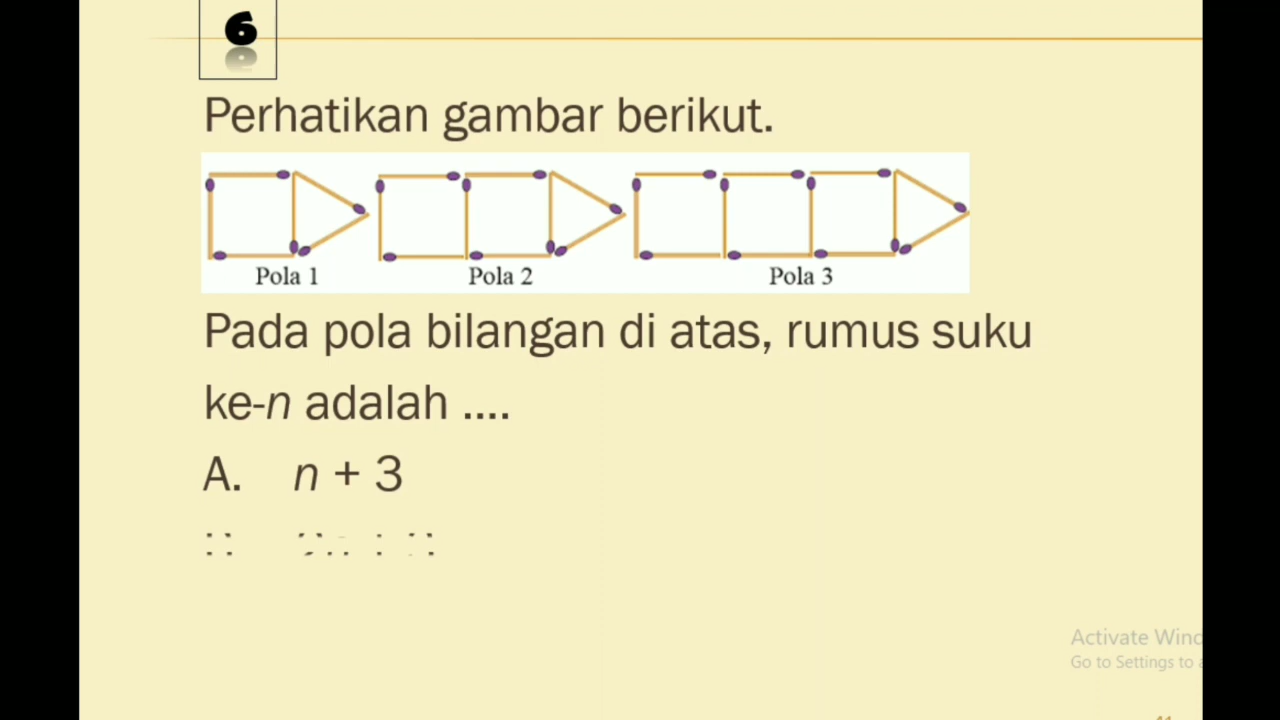 6
Perhatikan gambar berikut.
Pola 1 Pola 2 Pola 3
Pada pola bilangan di atas, rumus suku
ke-n adalah ....
A. n + 3
Activate Wind
Go to Settings to